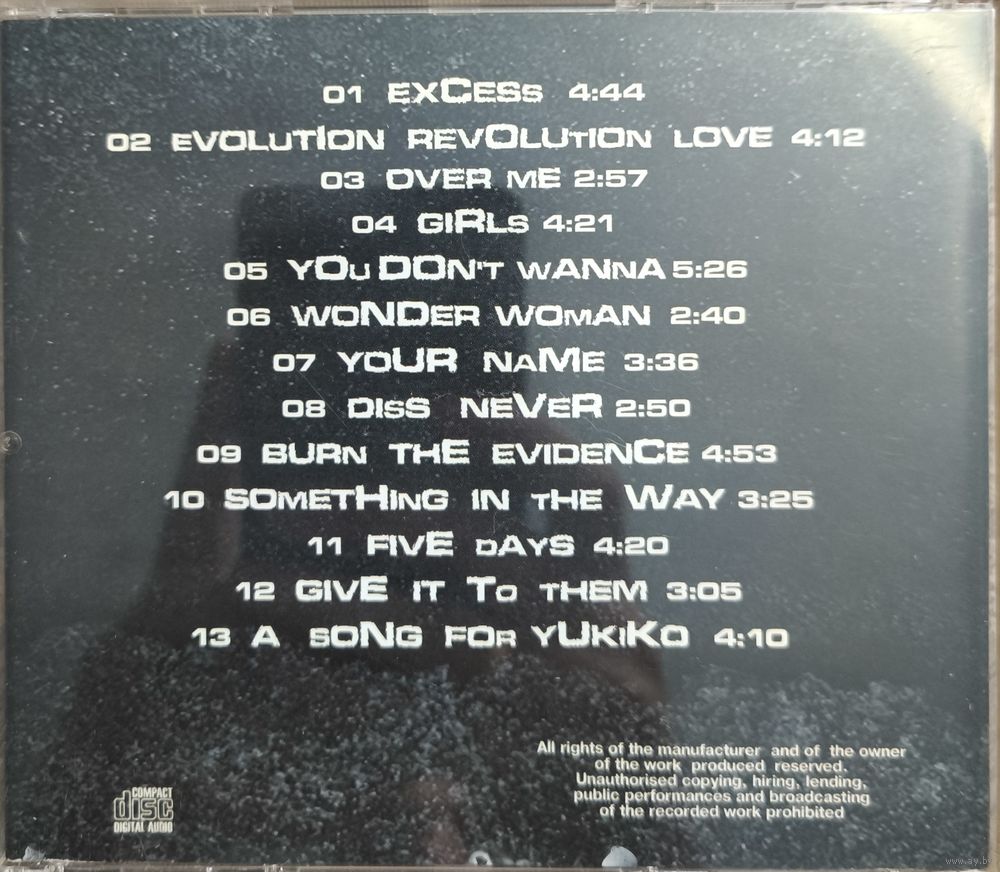 01 EXCESS 4:44
02 EVOLUTION REVOLUTION LOVE 4:12
03 OVER ME 2:57
04 GIRLS 4:21
05 YOU DON'T WANNA 5:26
06 WONDER WOMAN 2:40
07 YOUR NAME 3:36
08 DISS NEVER 2:50
09 BURN THE EVIDENCE 4:53
10 SOMETHING IN THE WAY 3:25
11 FIVE DAYS 4:20
12 GIVE IT TO THEM 3:05
13 A SONG FOR YUKIKO 4:10
All rights of the manufacturer and of the owner
of the work produced reserved.
Unauthorised copying, hiring, lending,
public performances and broadcasting
of the recorded work prohibited
COMPACT
disc
DIGITAL AUDIO
www.ay.by